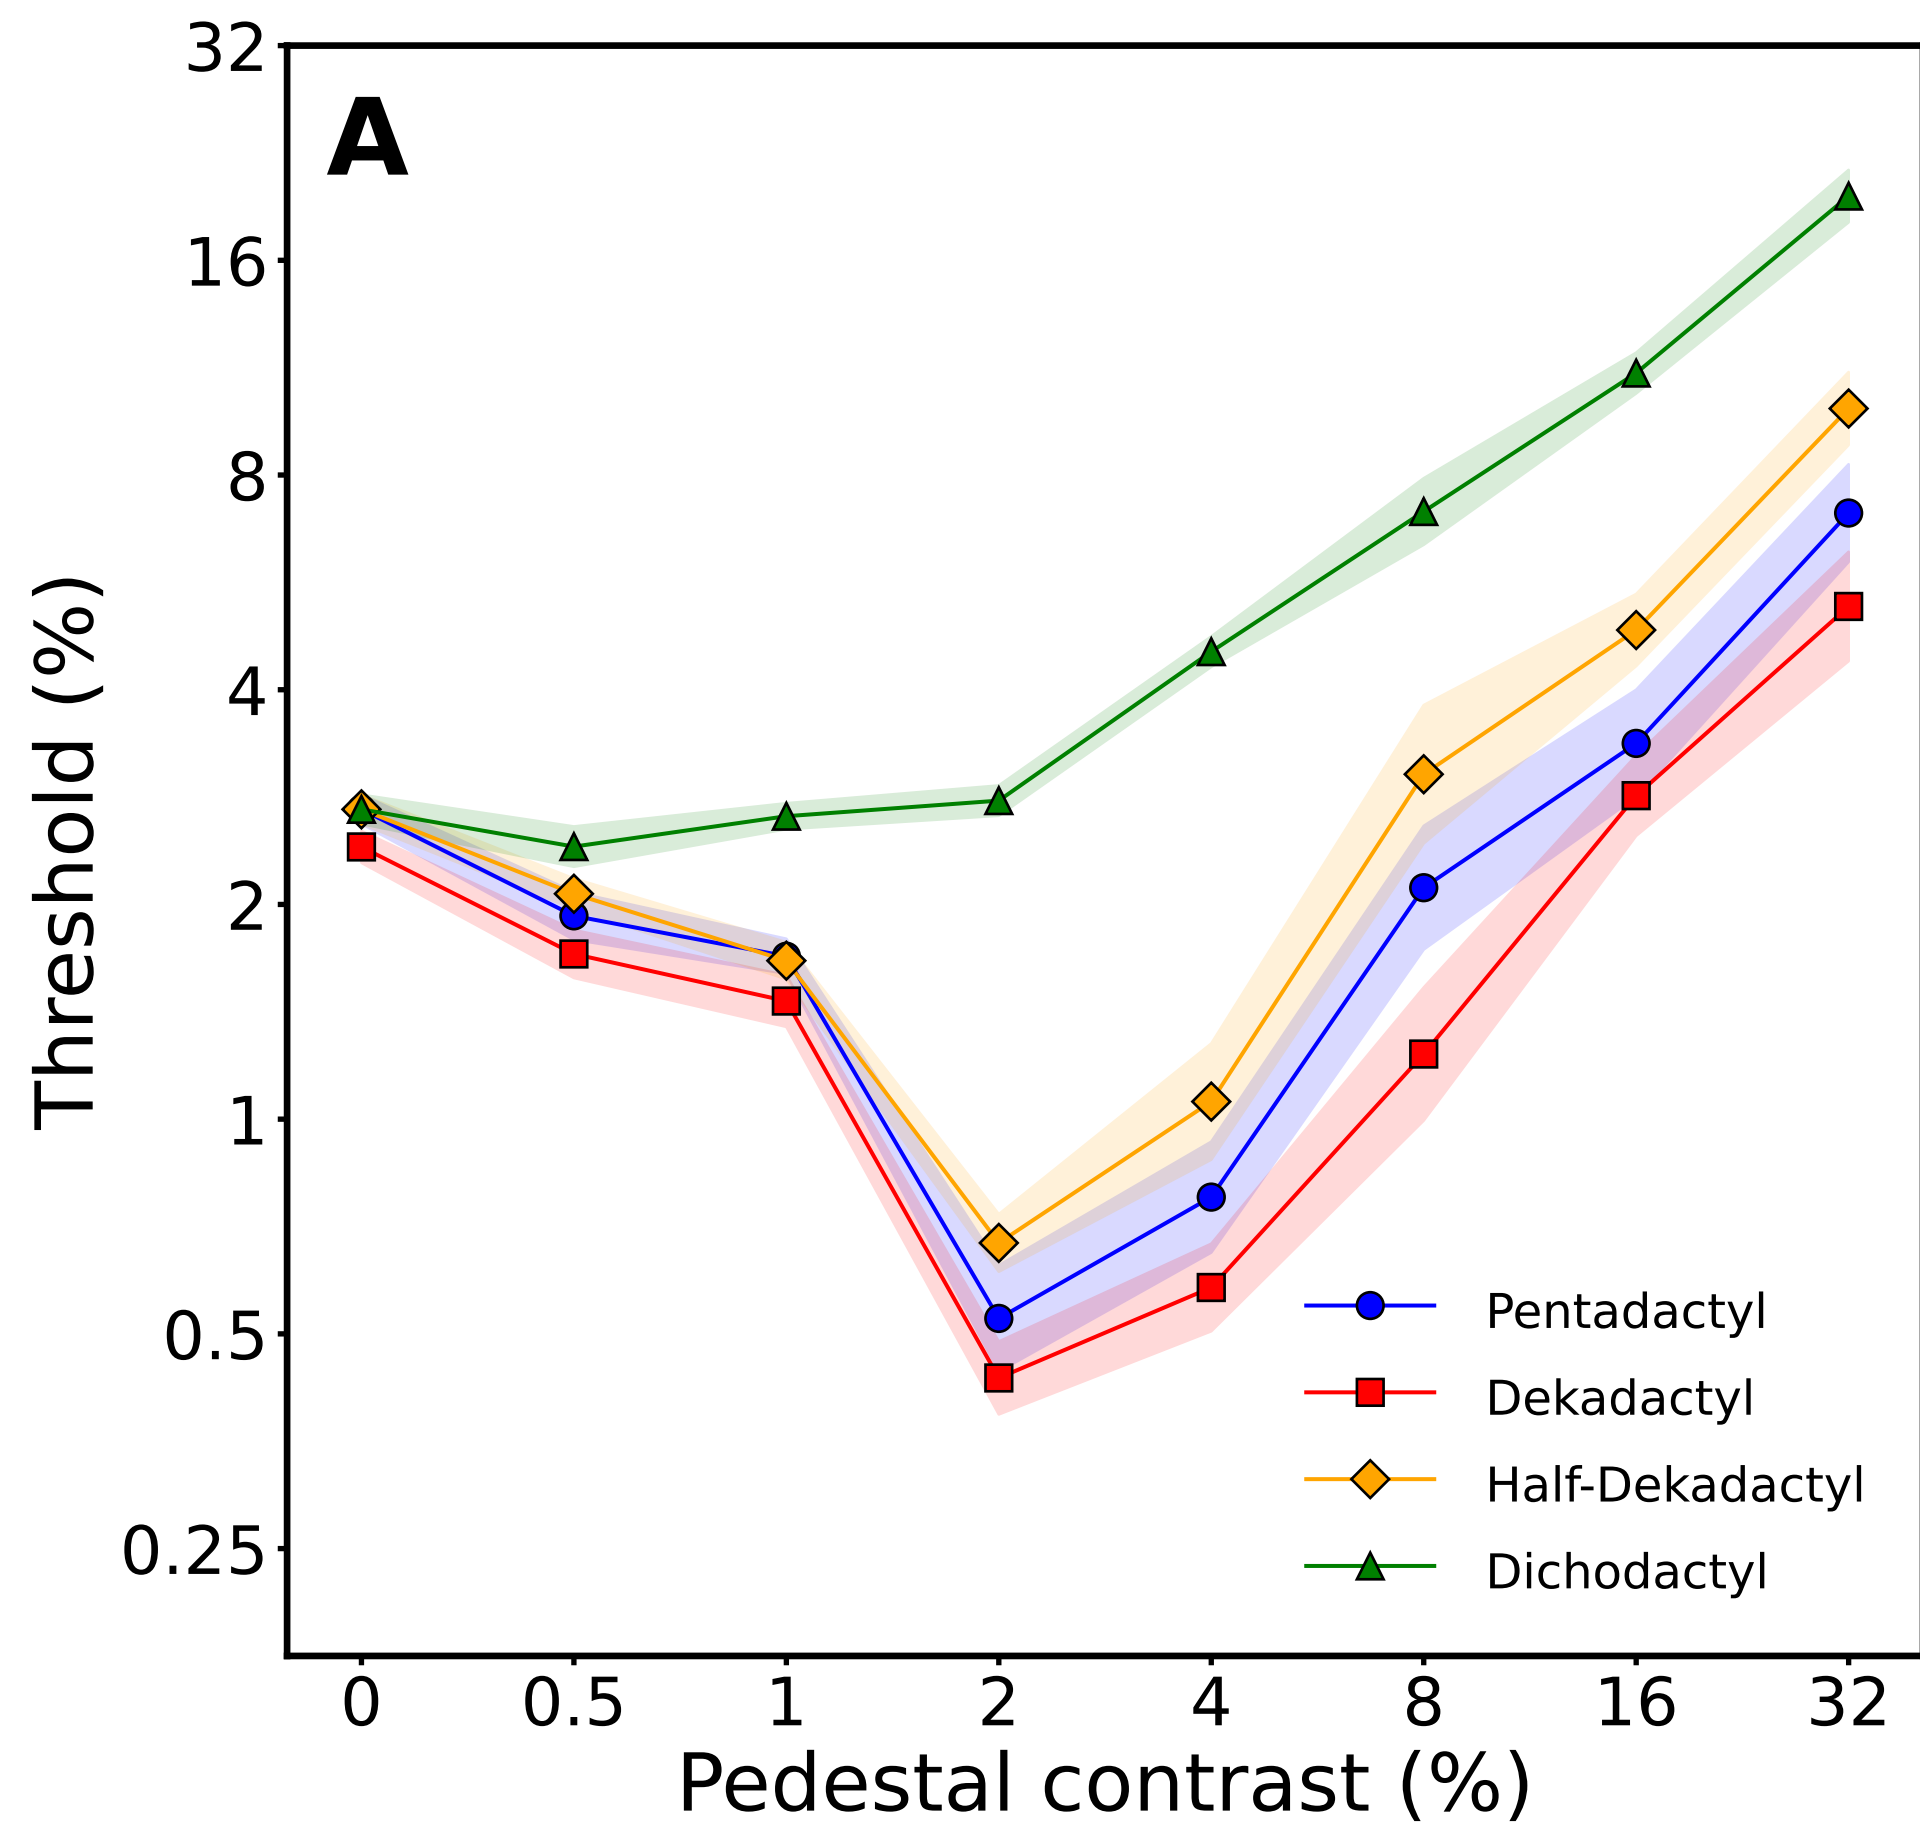 A
32
16
8
4
2
1
0.5
0.25
Threshold (%)
0 0.5 1 2 4 8 16 32
Pedestal contrast (%)
Pentadactyl
Dekadactyl
Half-Dekadactyl
Dichodactyl